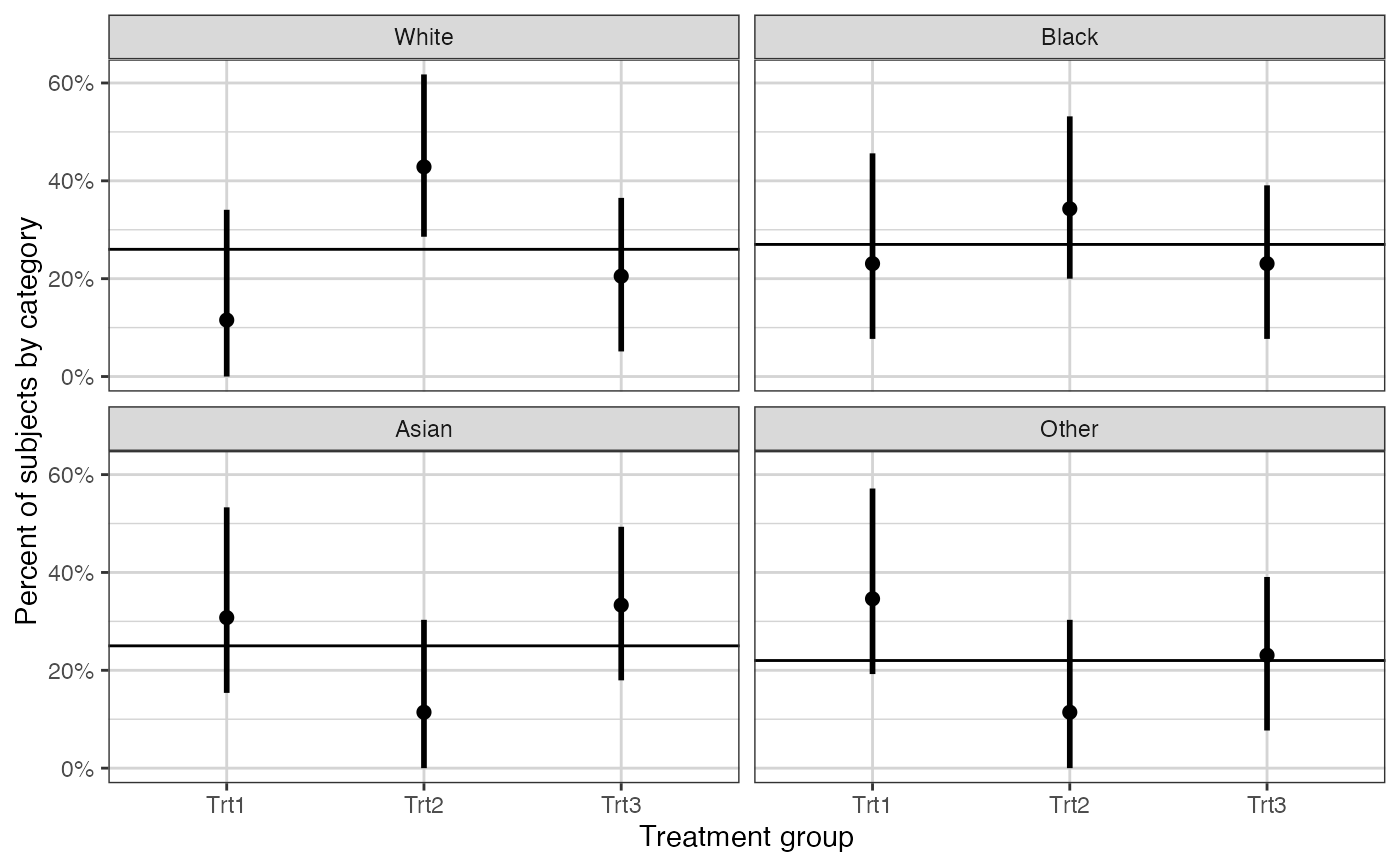 White
Black
60%
40%
20%
0%
Asian
Other
60%
40%
20%
0%
Trt1
Trt2
Trt3
Trt1
Trt2
Trt3
Treatment group
Percent of subjects by category